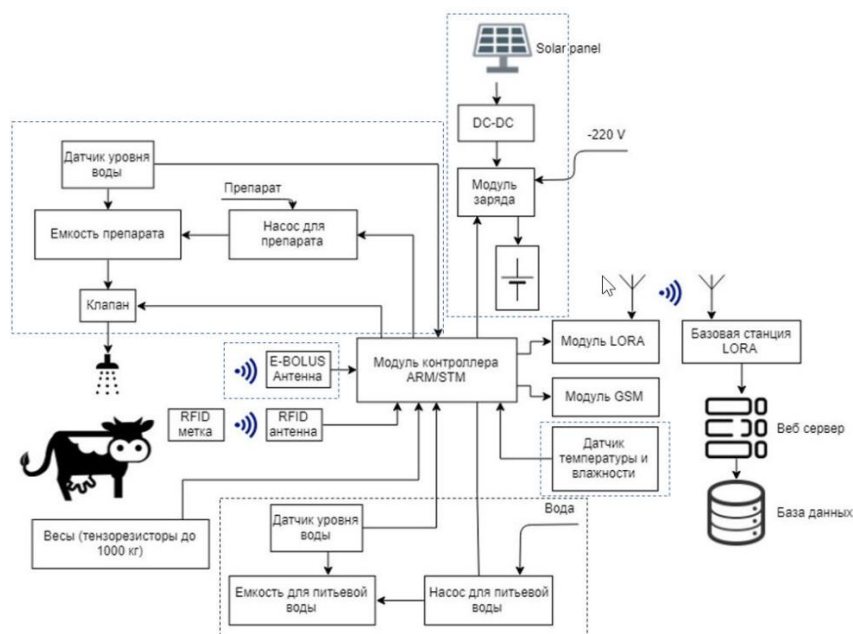 Solar panel
DC-DC
-220 V
Модуль
заряда
Датчик уровня
воды
Препарат
Емкость препарата
Насос для
препарата
Клапан
E-BOLUS
Антенна
Модуль контроллера
ARM/STM
Модуль LORA
Базовая станция
LORA
Модуль GSM
RFID
метка
RFID
антенна
Датчик
температуры и
влажности
Веб сервер
База данных
Весы (тензорезисторы до
1000 кг)
Датчик уровня
воды
Вода
Емкость для питьевой
воды
Насос для питьевой
воды